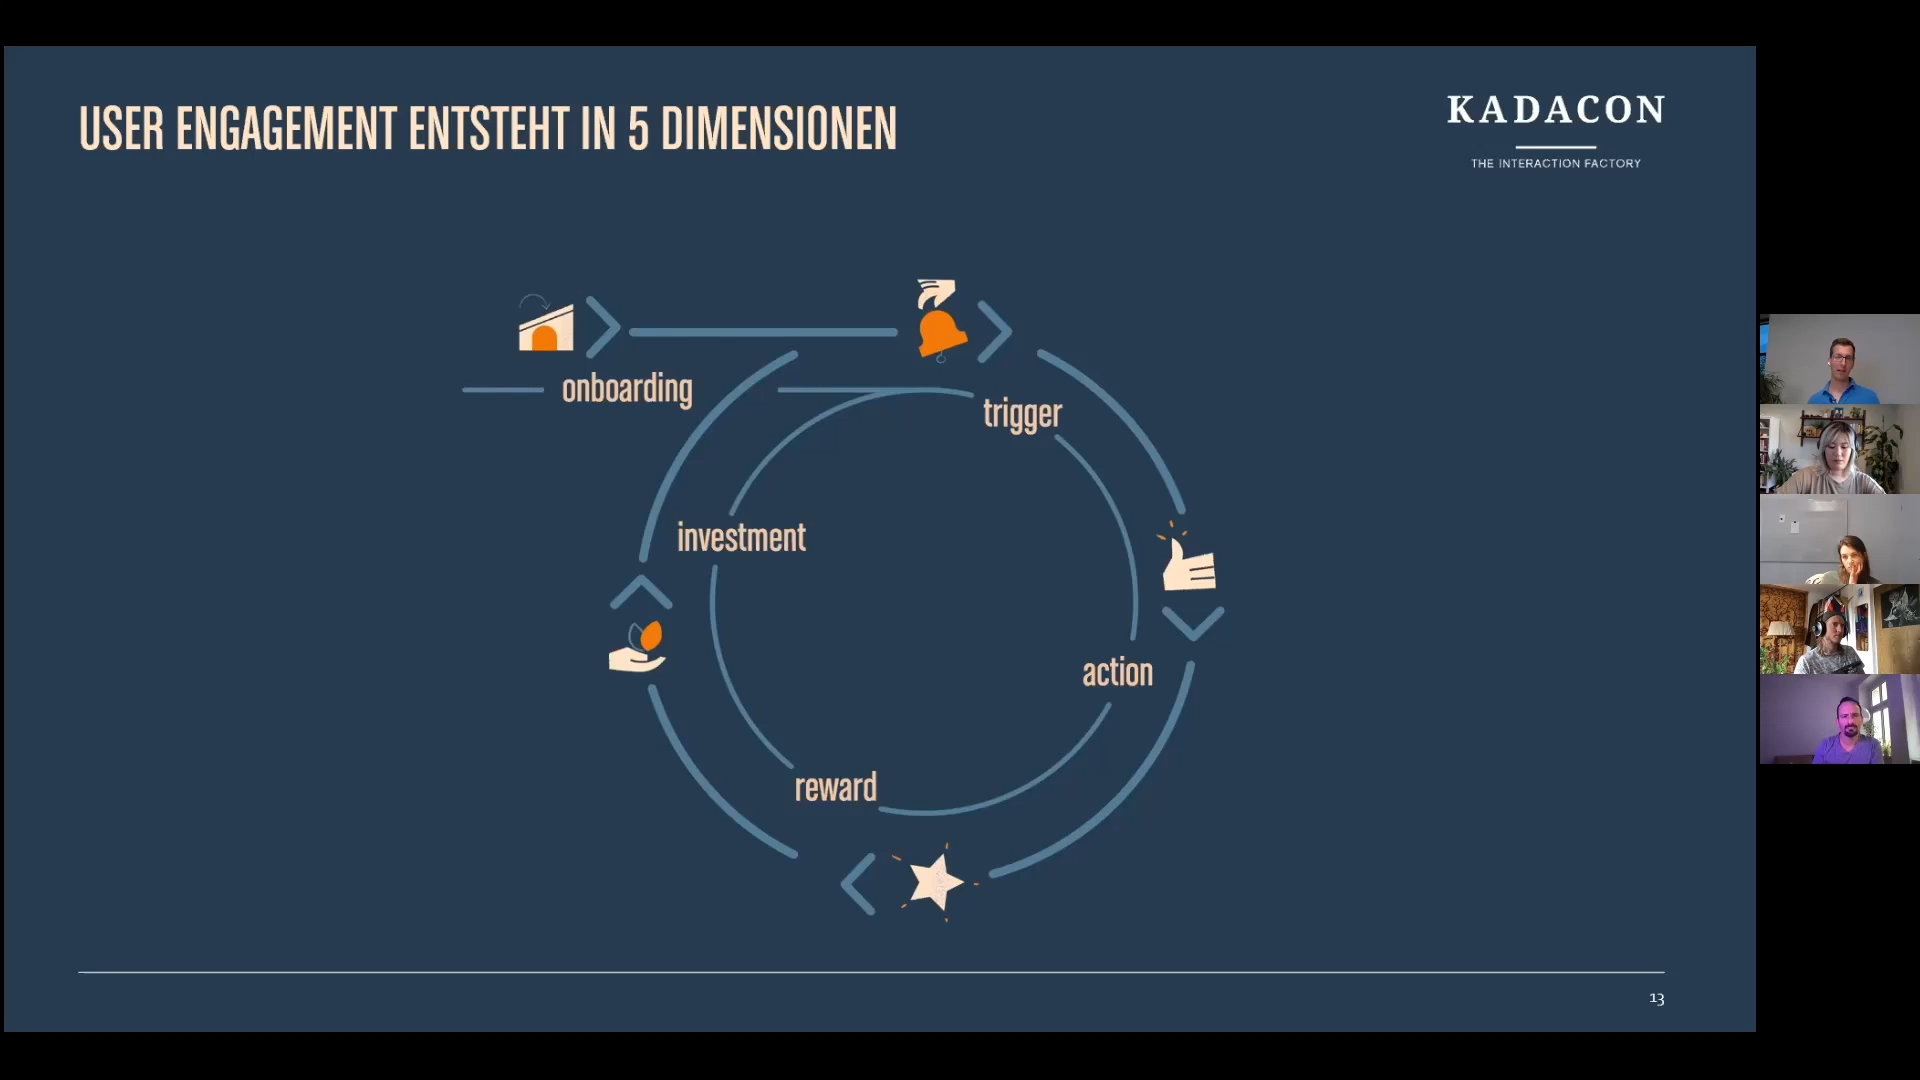 USER ENGAGEMENT ENTSTEHT IN 5 DIMENSIONEN
KADACON
THE INTERACTION FACTORY
onboarding
trigger
investment
action
reward
13